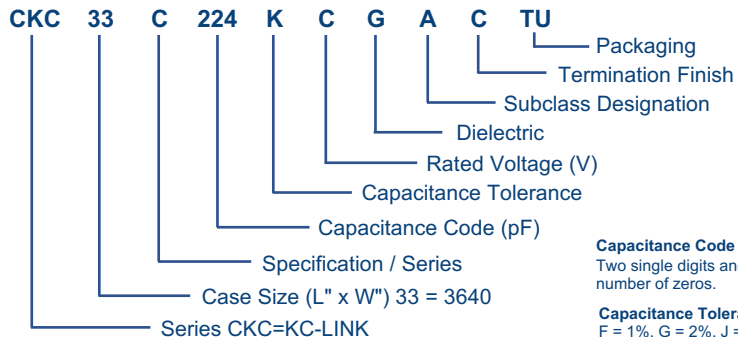 CKC 33 C 224 K C G A C TU
Packaging
Termination Finish
Subclass Designation
Dielectric
Rated Voltage (V)
Capacitance Tolerance
Capacitance Code (pF)
Specification / Series
Case Size (L" x W") 33 = 3640
Series CKC=KC-LINK
Capacitance Code
Two single digits and
number of zeros.
Capacitance
F = 1%, G = 2%, J =